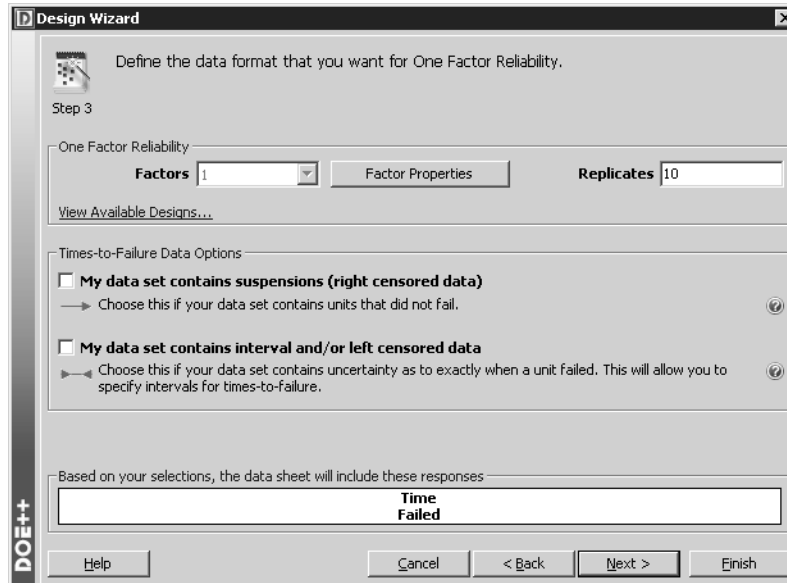 Design Wizard
Define the data format that you want for One Factor Reliability.
Step 3
One Factor Reliability
Factors 1 Factor Properties Replicates 10
View Available Designs...
Times-to-Failure Data Options
My data set contains suspensions (right censored data)
Choose this if your data set contains units that did not fail.
My data set contains interval and/or left censored data
Choose this if your data set contains uncertainty as to exactly when a unit failed. This will allow you to
specify intervals for times-to-failure.
Based on your selections, the data sheet will include these responses
Time
Failed
DOE++
Help Cancel < Back Next > Finish